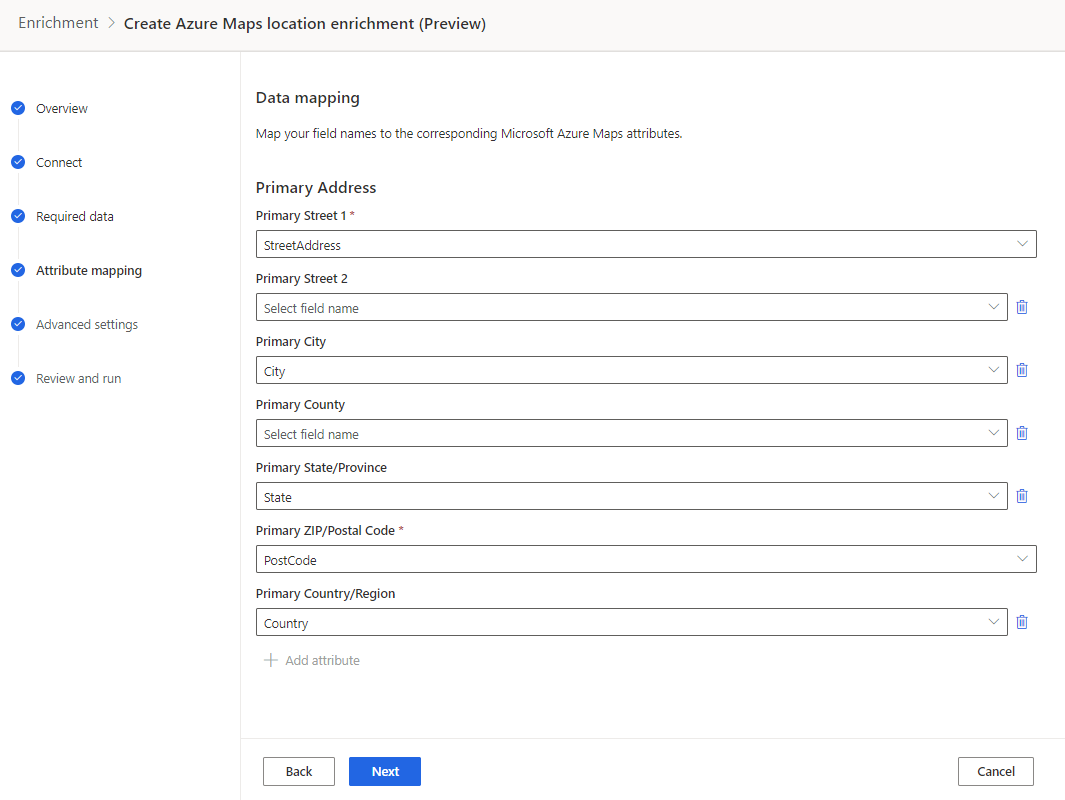 Enrichment > Create Azure Maps location enrichment (Preview)
Overview
Connect
Required data
Attribute mapping
Advanced settings
Review and run
Data mapping
Map your field names to the corresponding Microsoft Azure Maps attributes.
Primary Address
Primary Street 1 *
StreetAddress
Primary Street 2
Select field name
Primary City
City
Primary County
Select field name
Primary State/Province
State
Primary ZIP/Postal Code *
PostCode
Primary Country/Region
Country
Add attribute
Back
Next
Cancel